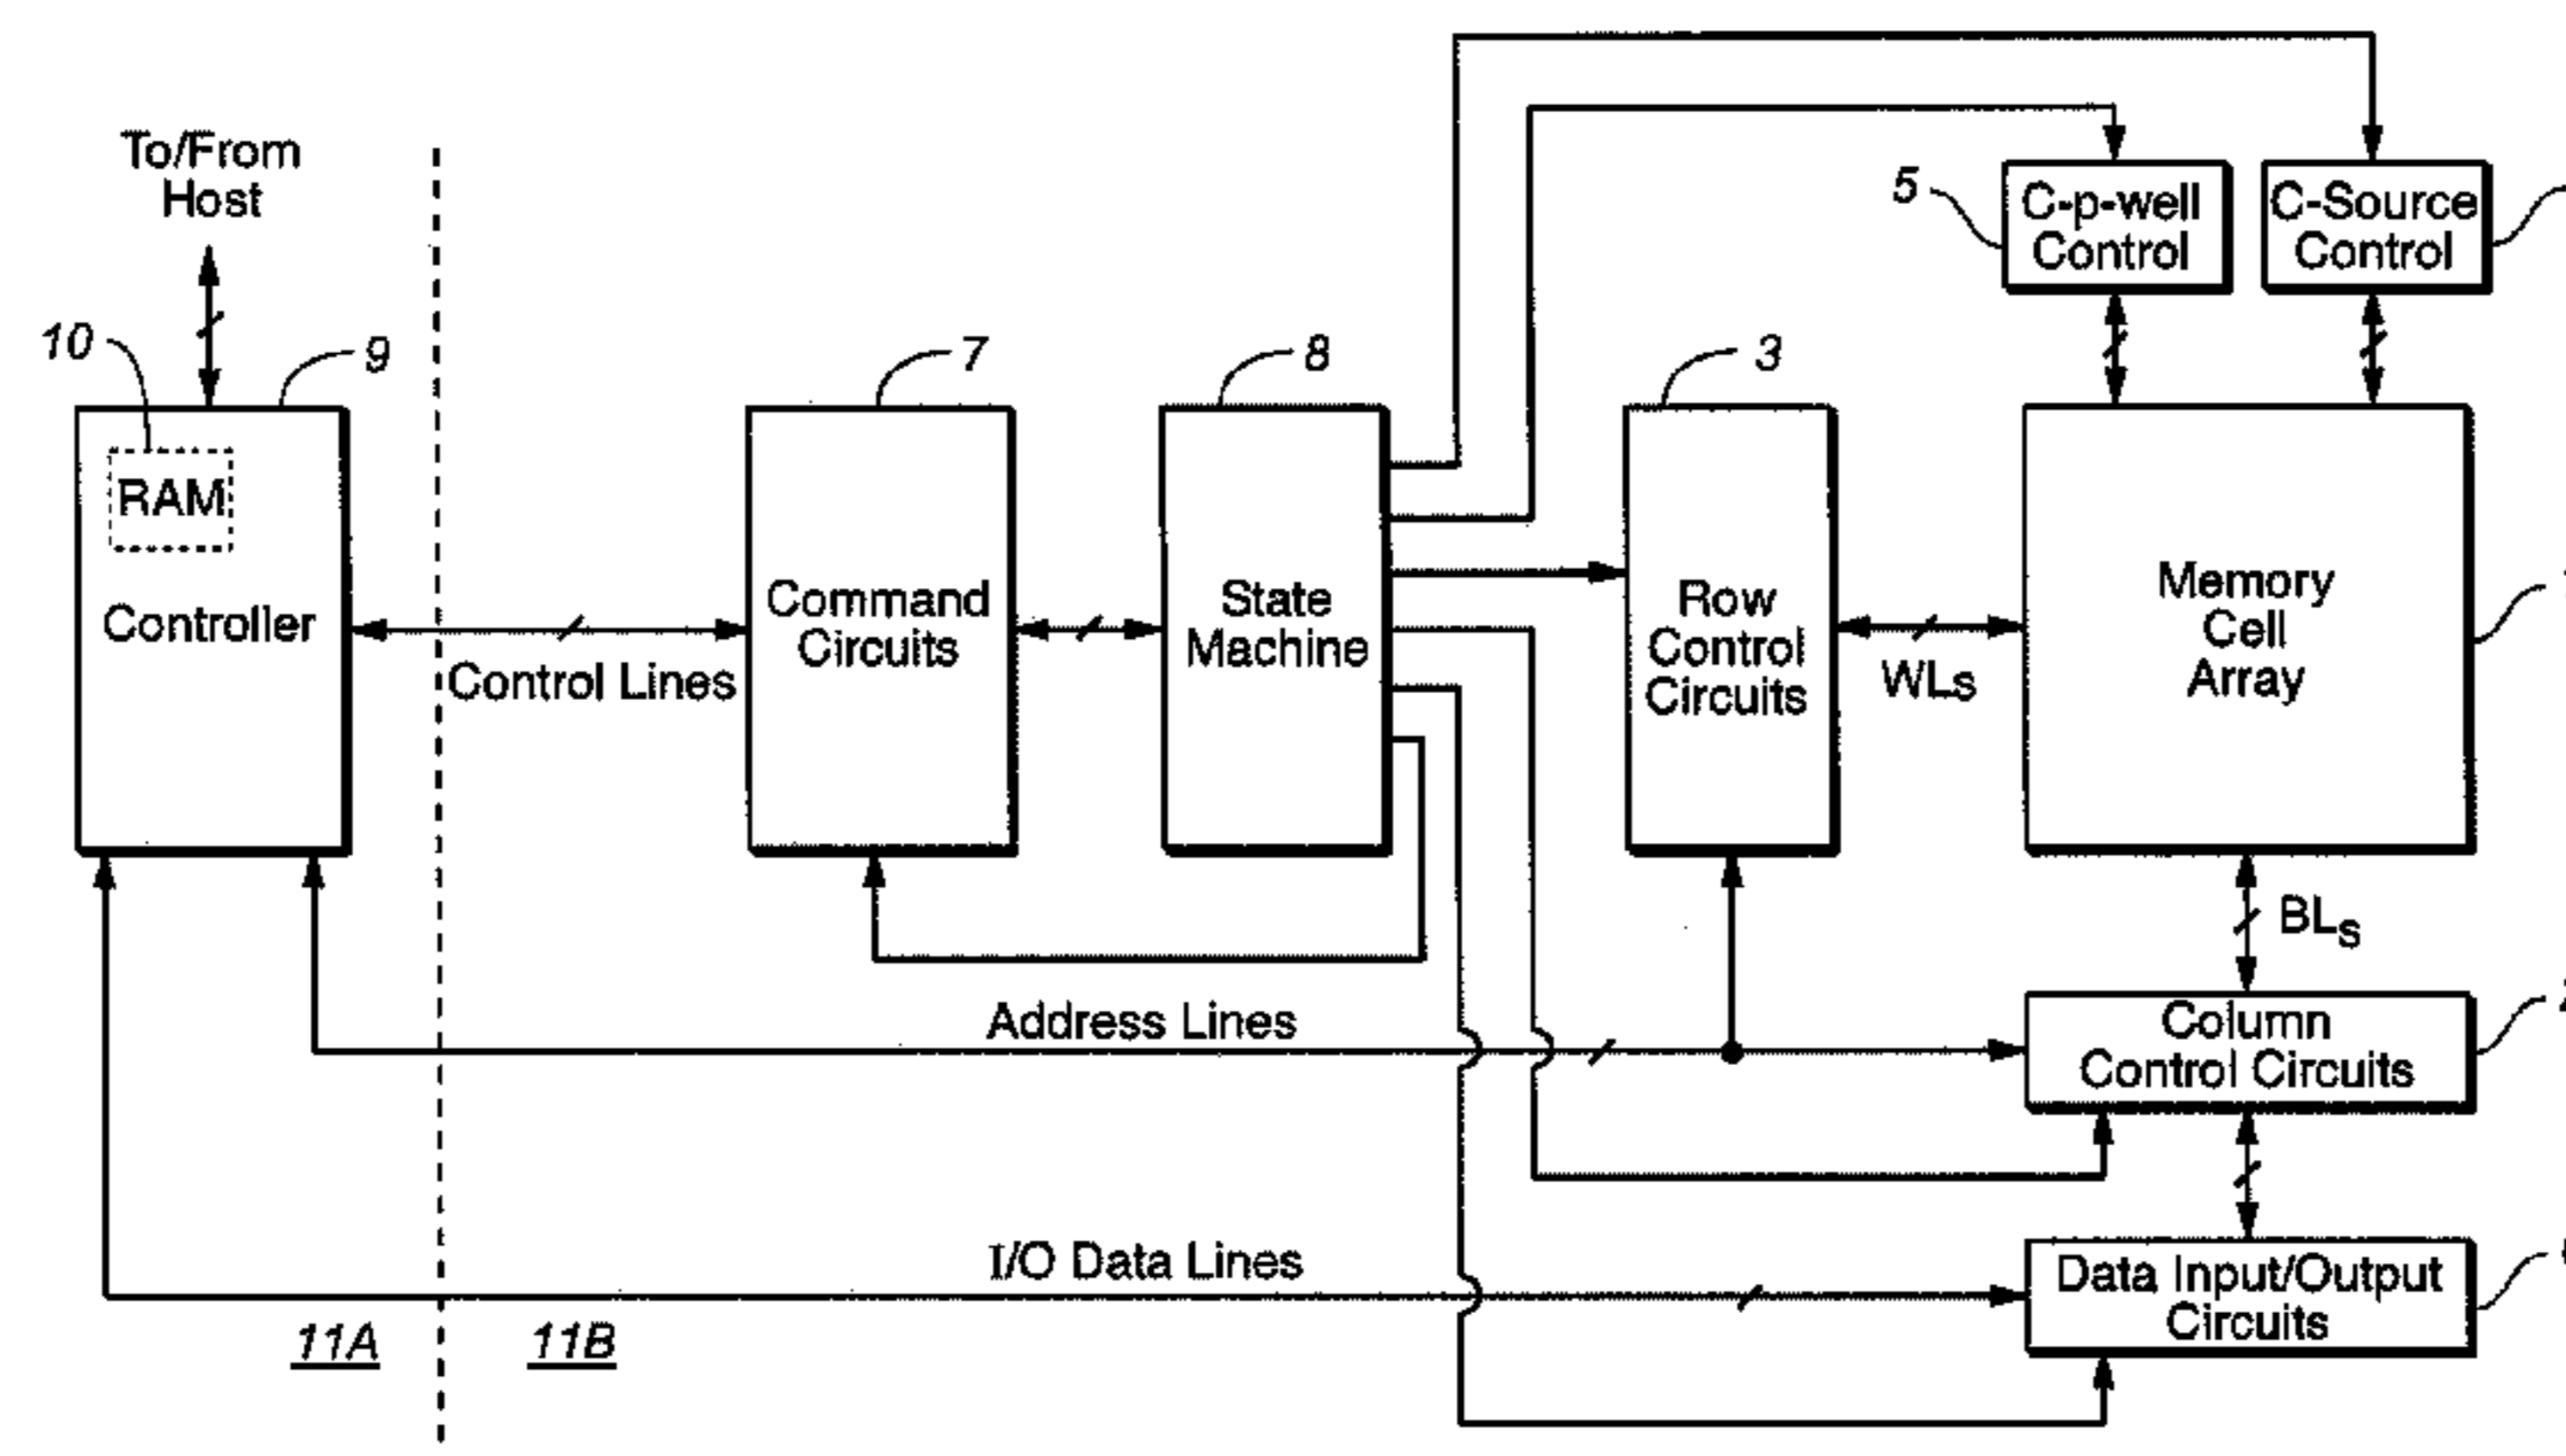 To/From
Host
10
9
RAM
Controller
Control Lines
7
Command
Circuits
8
State
Machine
3
Row
Control
Circuits
WLs
5
C-p-well
Control
C-Source
Control
Memory
Cell
Array
BLs
Column
Control Circuits
Address Lines
I/O Data Lines
Data Input/Output
Circuits
11A
11B